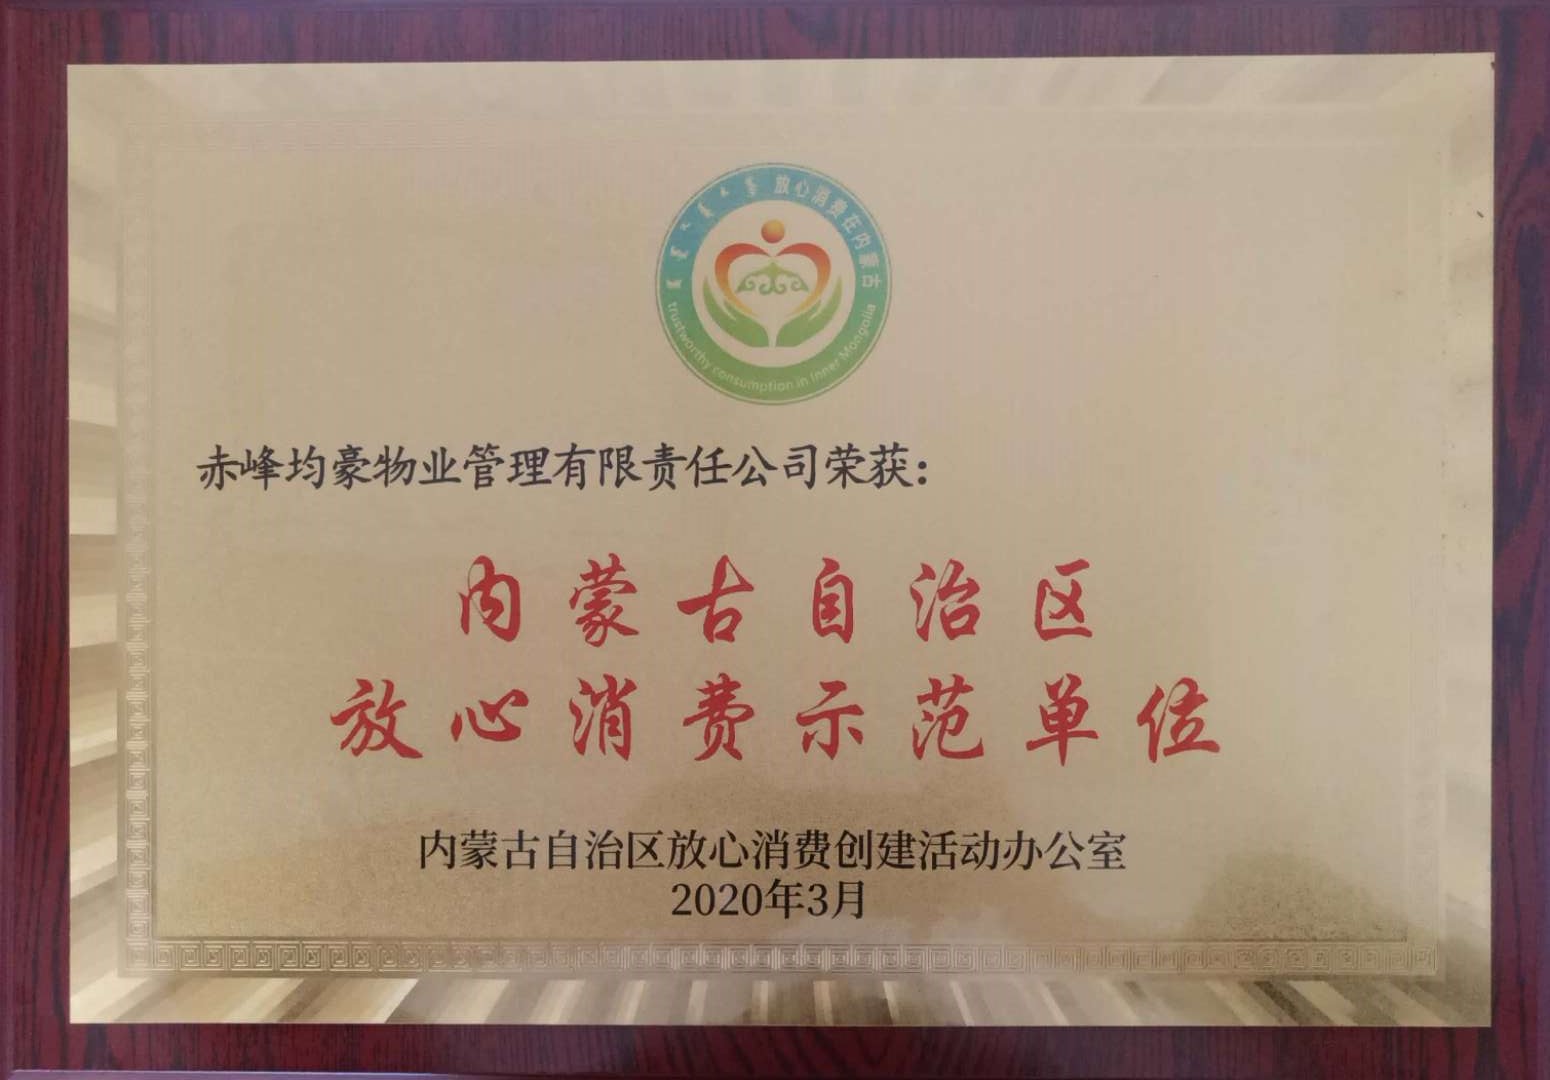 放心消费在内蒙古
trustworthy consumption in Inner Mongolia
赤峰均豪物业管理有限责任公司荣获：
内蒙古自治区
放心消费示范单位
内蒙古自治区放心消费创建活动办公室
2020年3月